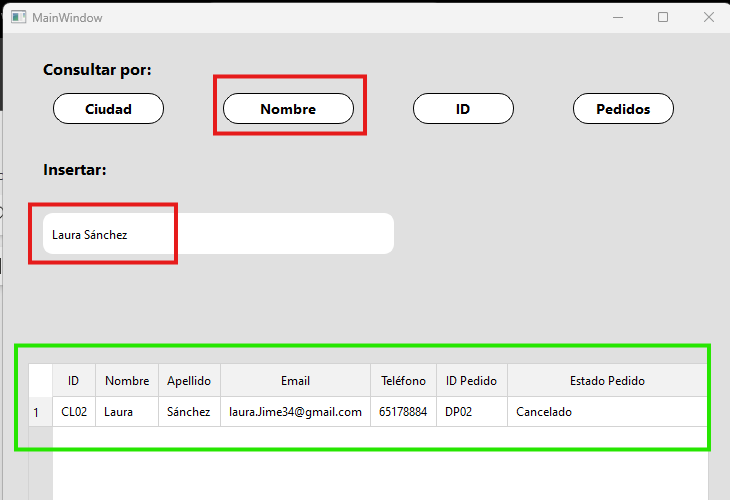 MainWindow
Consultar por:
Ciudad Nombre ID Pedidos
Insertar:
Laura Sánchez
ID Nombre Apellido Email Teléfono ID Pedido Estado Pedido
1 CL02 Laura Sánchez laura.Jime34@gmail.com 65178884 DP02 Cancelado